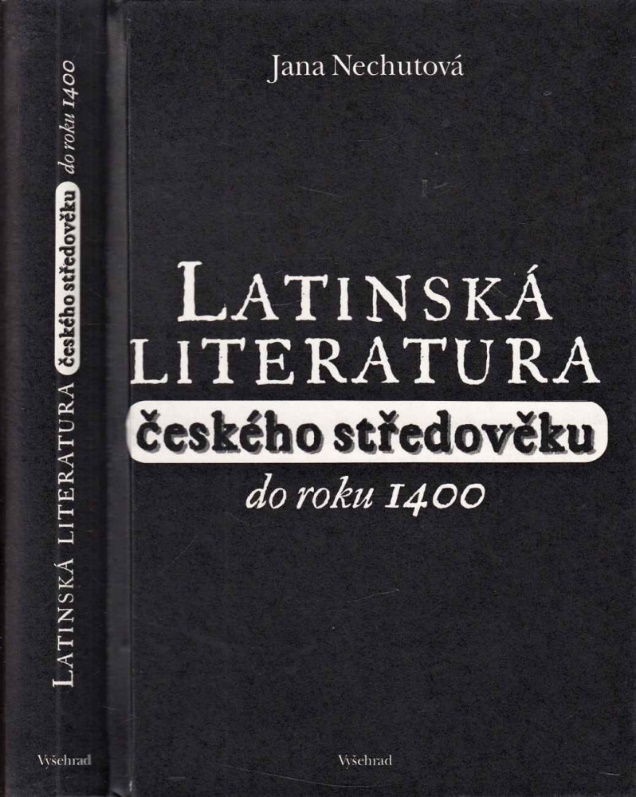 LATINSKÁ LITERATURA českého středověku do roku 1400
Vyšehrad
Jana Nechutová
LATINSKÁ
LITERATURA
českého středověku
do roku 1400
Vyšehrad